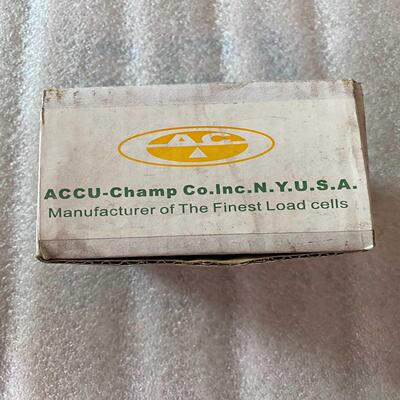 AC
ACCU-Champ Co.Inc.N.Y.U.S.A.
Manufacturer of The Finest Load cells